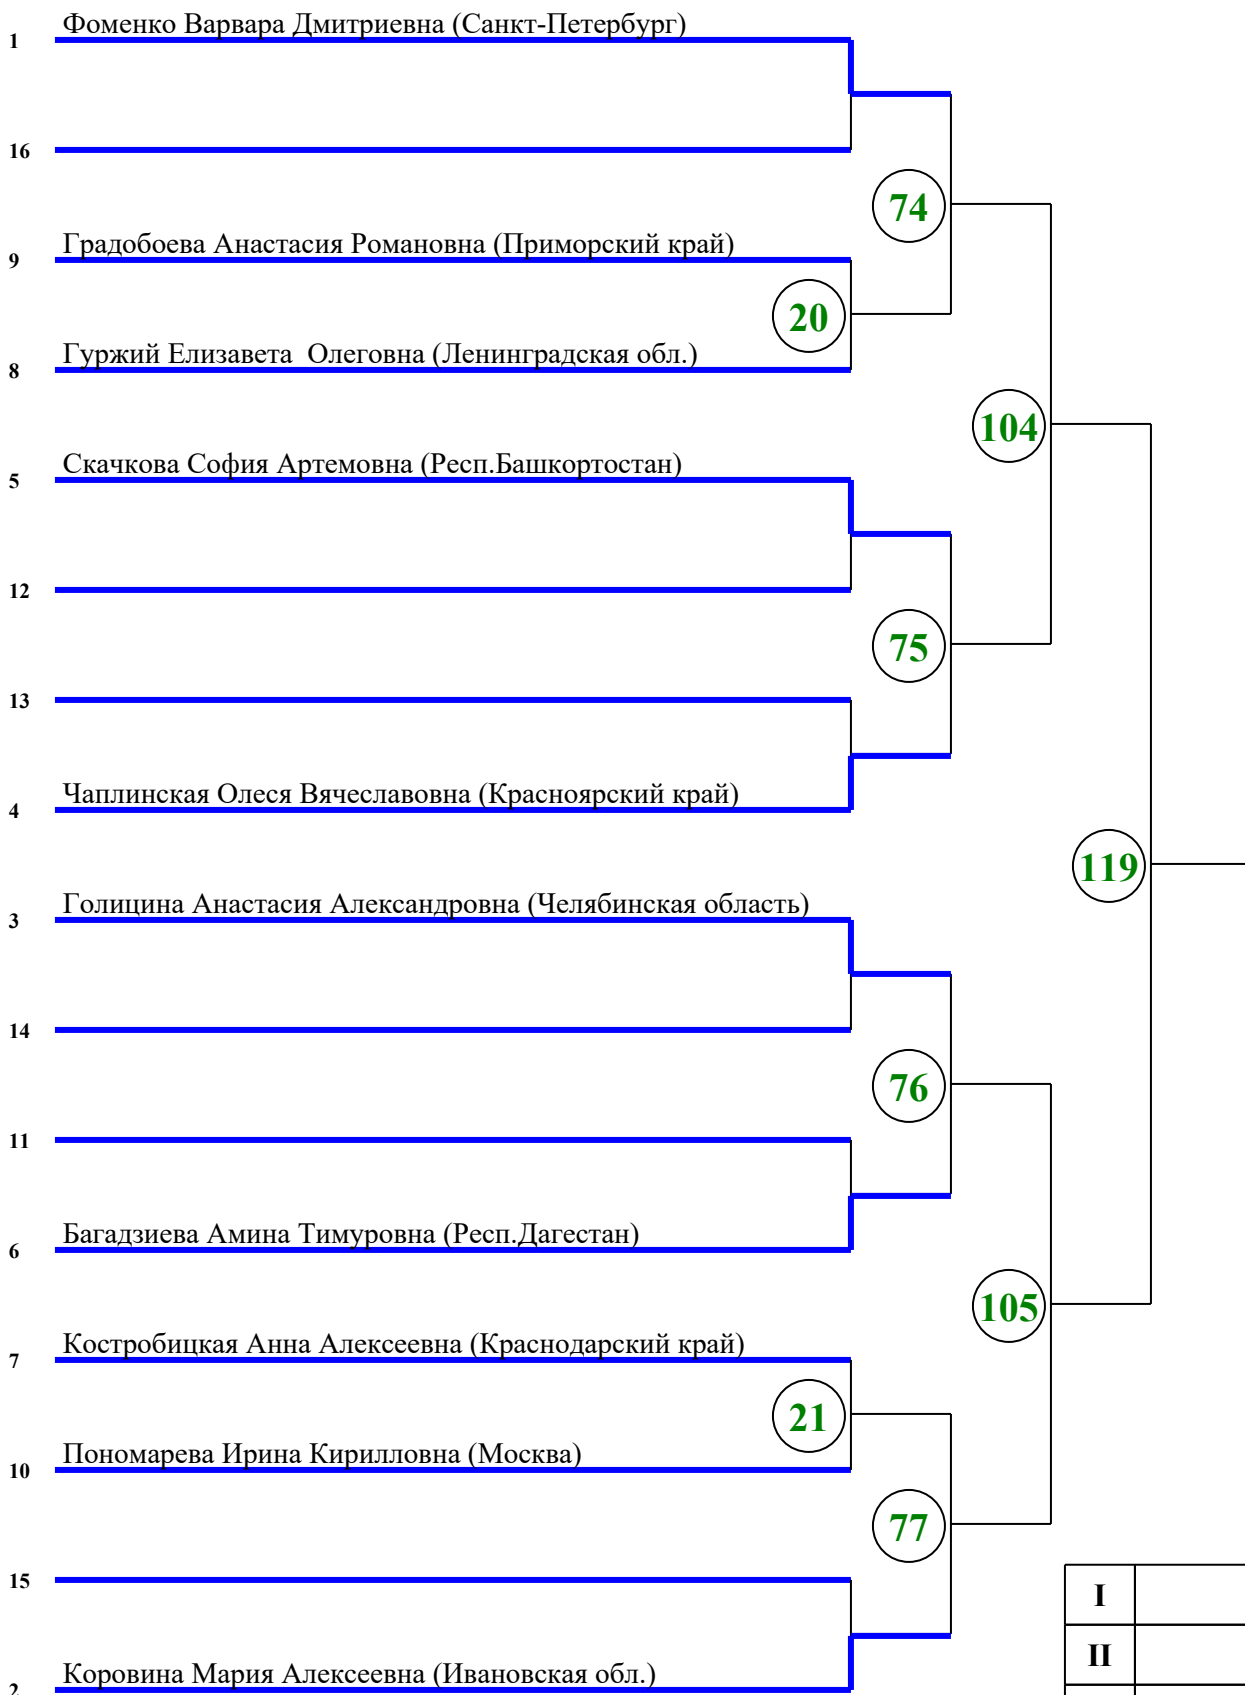 Фоменко Варвара Дмитриевна (Санкт-Петербург)
1
16
74
Градобоева Анастасия Романовна (Приморский край)
9
20
Гуржий Елизавета  Олеговна (Ленинградская обл.)
8
104
Скачкова София Артемовна (Респ.Башкортостан)
5
12
75
13
Чаплинская Олеся Вячеславовна (Красноярский край)
4
119
Голицина Анастасия Александровна (Челябинская область)
3
14
76
11
Багадзиева Амина Тимуровна (Респ.Дагестан)
6
105
Костробицкая Анна Алексеевна (Краснодарский край)
7
21
Пономарева Ирина Кирилловна (Москва)
10
77
15
I
II
Коровина Мария Алексеевна (Ивановская обл.)
2